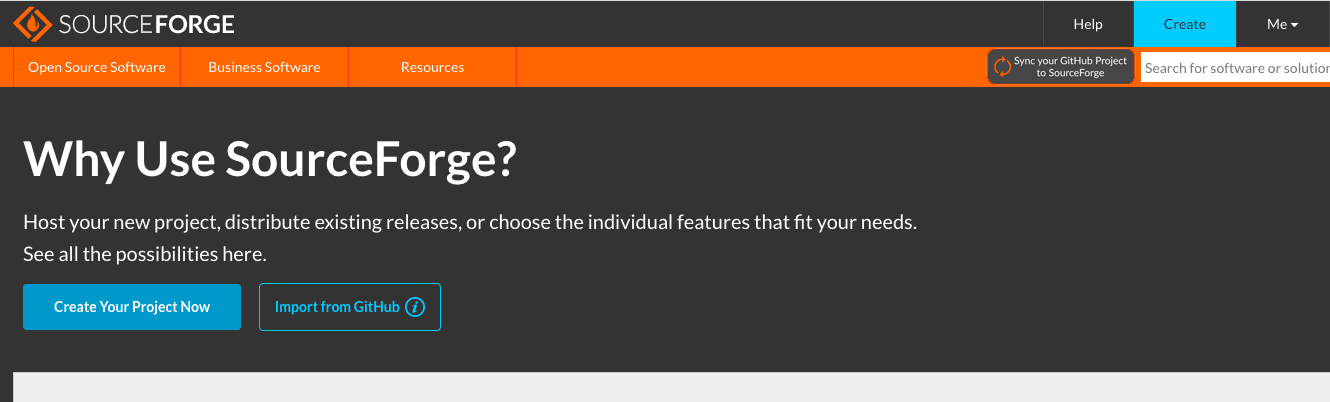 SOURCEFORGE
Help
Create
Me
Open Source Software
Business Software
Resources
Sync your GitHub Project
to SourceForge
Search for software or solution
Why Use SourceForge?
Host your new project, distribute existing releases, or choose the individual features that fit your needs.
See all the possibilities here.
Create Your Project Now
Import from GitHub i